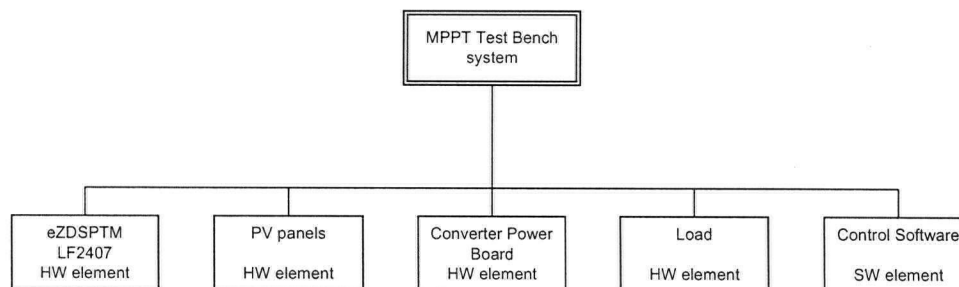 MPPT Test Bench
system
eZDSPTM
LF2407
HW element
PV panels
HW element
Converter Power
Board
HW element
Load
HW element
Control Software
SW element